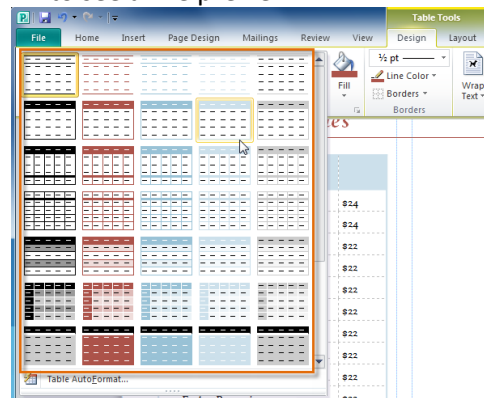 Table Tools
File Home Insert Page Design Mailings Review View Design Layout
½ pt
Fill
Line Color
Borders
Wrap
Text
Borders
$24
$24
$22
$22
$22
$22
$22
$22
$22
Table AutoFormat...